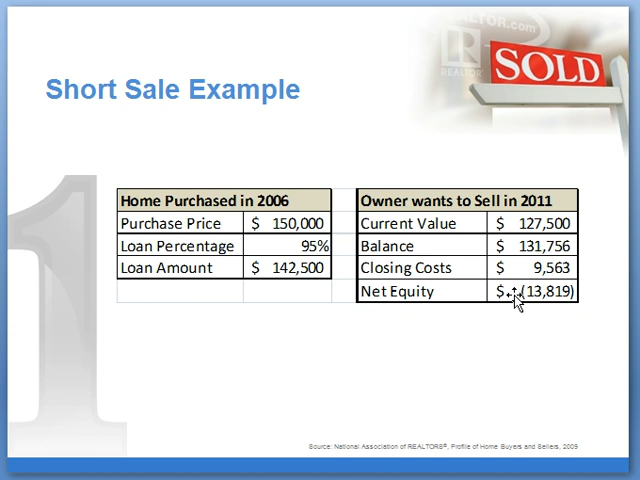 REALTOR.com
REALTOR
SOLD
Short Sale Example
1
Home Purchased in 2006
Purchase Price $ 150,000
Loan Percentage 95%
Loan Amount $ 142,500
Owner wants to Sell in 2011
Current Value $ 127,500
Balance $ 131,756
Closing Costs $ 9,563
Net Equity $ (13,819)
Source: National Association of REALTORS®, Profile of Home Buyers and Sellers, 2009